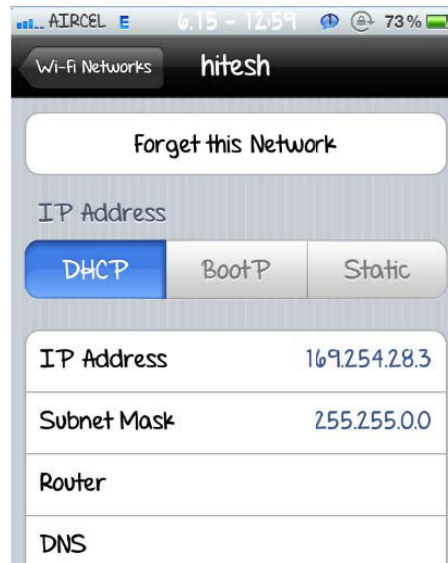 AIRCEL E 6.15 - 12:59 73%
Wi-Fi Networks hitesh
Forget this Network
IP Address
DHCP BootP Static
IP Address 169.254.28.3
Subnet Mask 255.255.0.0
Router
DNS